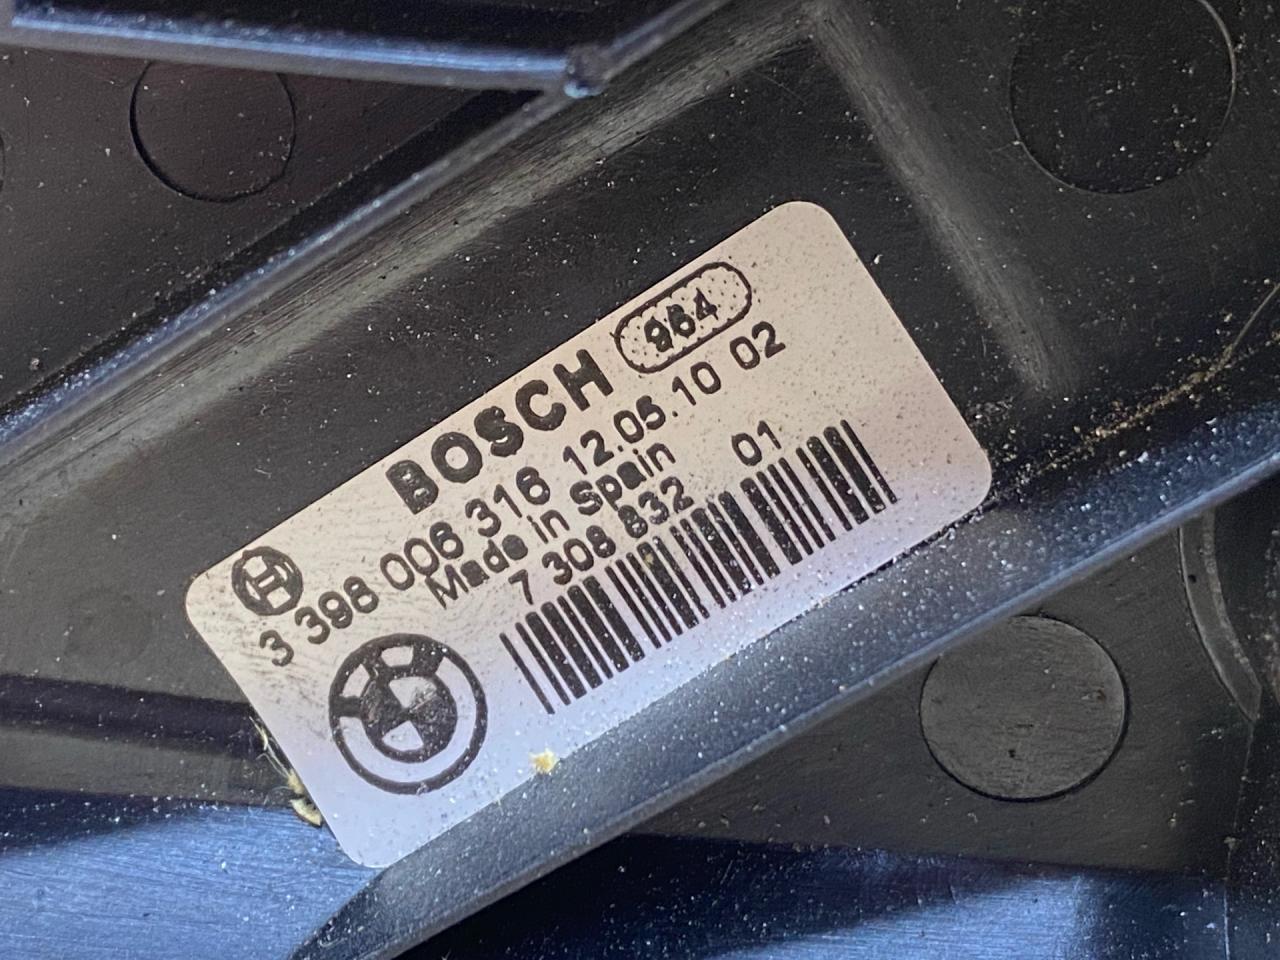 BOSCH 964
3 398 006 316 12.05.10 02
Made in Spain
7 308 832 01